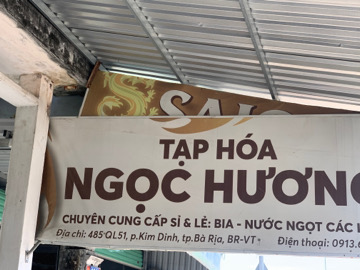 SAIG
TẠP HÓA
NGỌC HƯƠNG
CHUYÊN CUNG CẤP SỈ & LẺ: BIA - NƯỚC NGỌT CÁC
Địa chỉ: 485 QL51, p.Kim Dinh, tp.Bà Rịa, BR-VT Điện thoại: 0913.